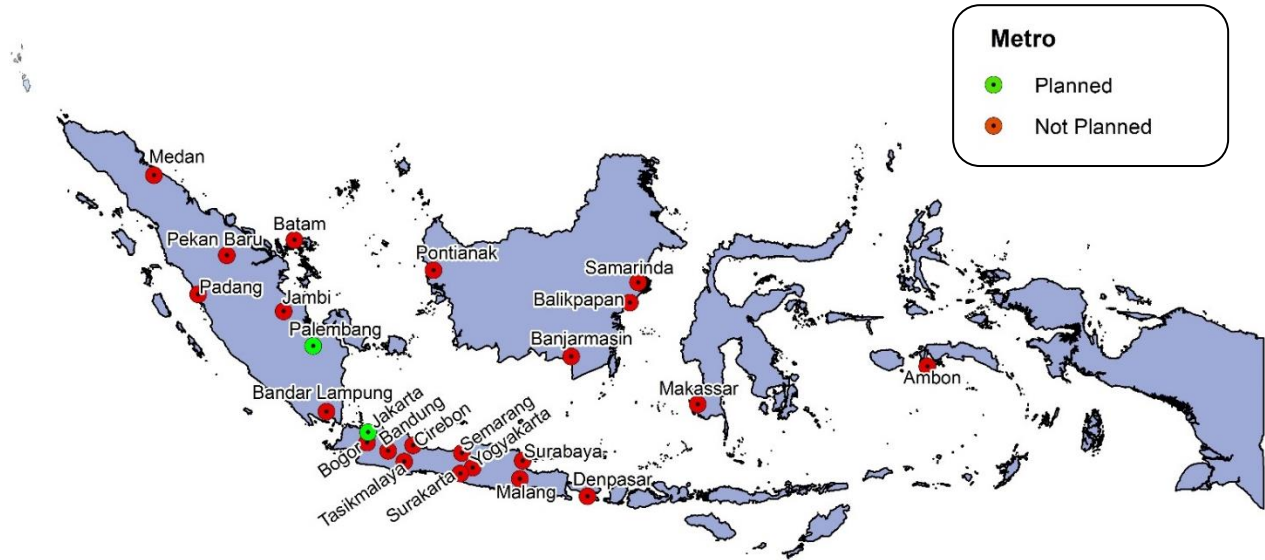 Metro
Planned
Not Planned
Medan
Batam
Pekan Baru
Pontianak
Samarinda
Padang
Jambi
Balikpapan
Palembang
Banjarmasin
Ambon
Makassar
Bandar Lampung
Jakarta
Bandung
Cirebon
Semarang
Yogyakarta
Bogor
Surabaya
Tasikmalaya
Surakarta
Malang
Denpasar